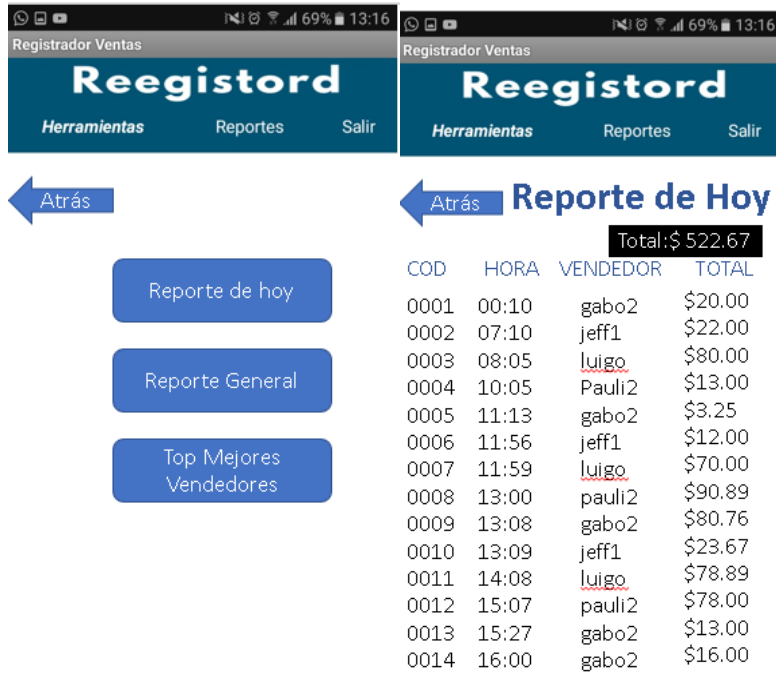 69% 13:16
Registrador Ventas
Reegistord
Herramientas Reportes Salir
Atrás
Reporte de hoy
Reporte General
Top Mejores
Vendedores
69% 13:16
Registrador Ventas
Reegistord
Herramientas Reportes Salir
Atrás Reporte de Hoy
Total:$ 522.67
COD HORA VENDEDOR TOTAL
0001 00:10 gabo2 $20.00
0002 07:10 jeff1 $22.00
0003 08:05 luigo $80.00
0004 10:05 Pauli2 $13.00
0005 11:13 gabo2 $3.25
0006 11:56 jeff1 $12.00
0007 11:59 luigo $70.00
0008 13:00 pauli2 $90.89
0009 13:08 gabo2 $80.76
0010 13:09 jeff1 $23.67
0011 14:08 luigo $78.89
0012 15:07 pauli2 $78.00
0013 15:27 gabo2 $13.00
0014 16:00 gabo2 $16.00